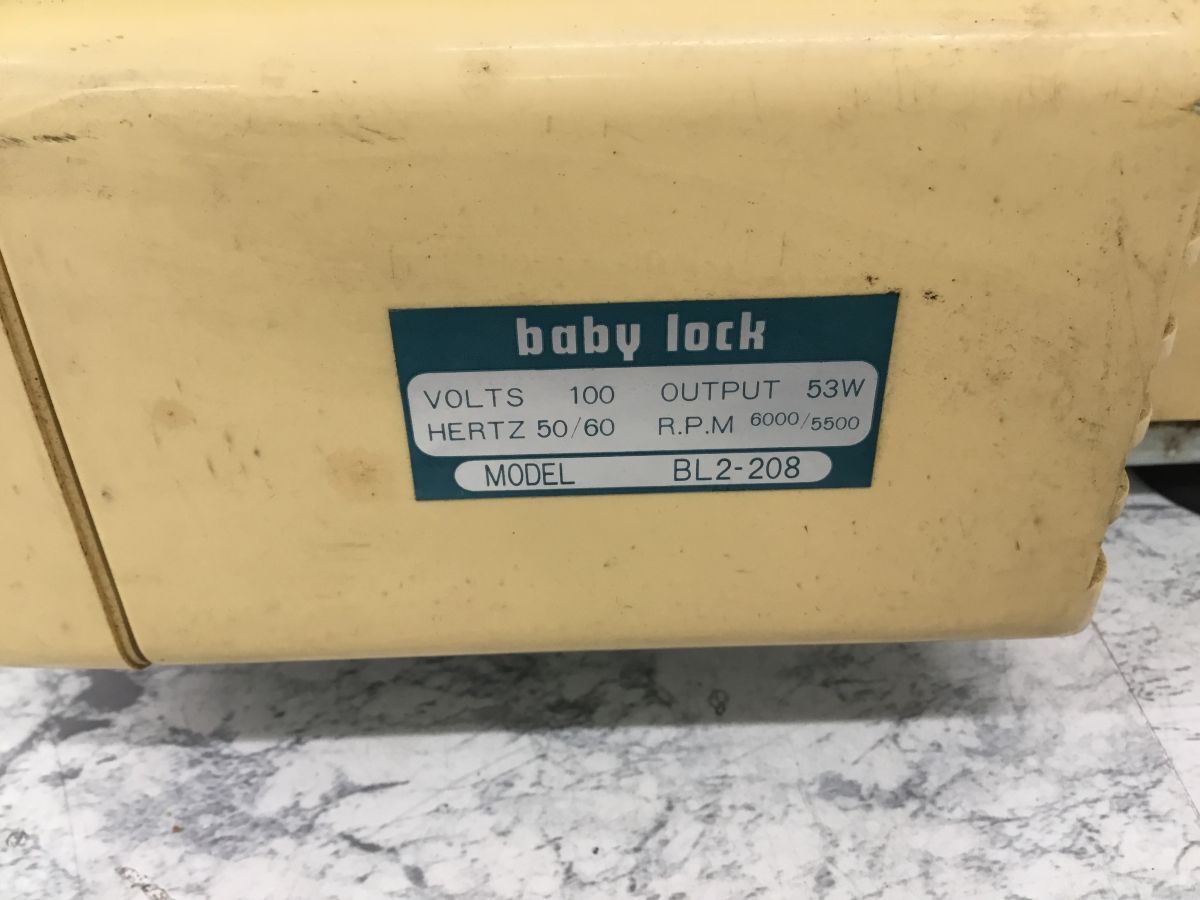 baby lock
VOLTS 100 OUTPUT 53W
HERTZ 50/60 R.P.M 6000/5500
MODEL BL2-208